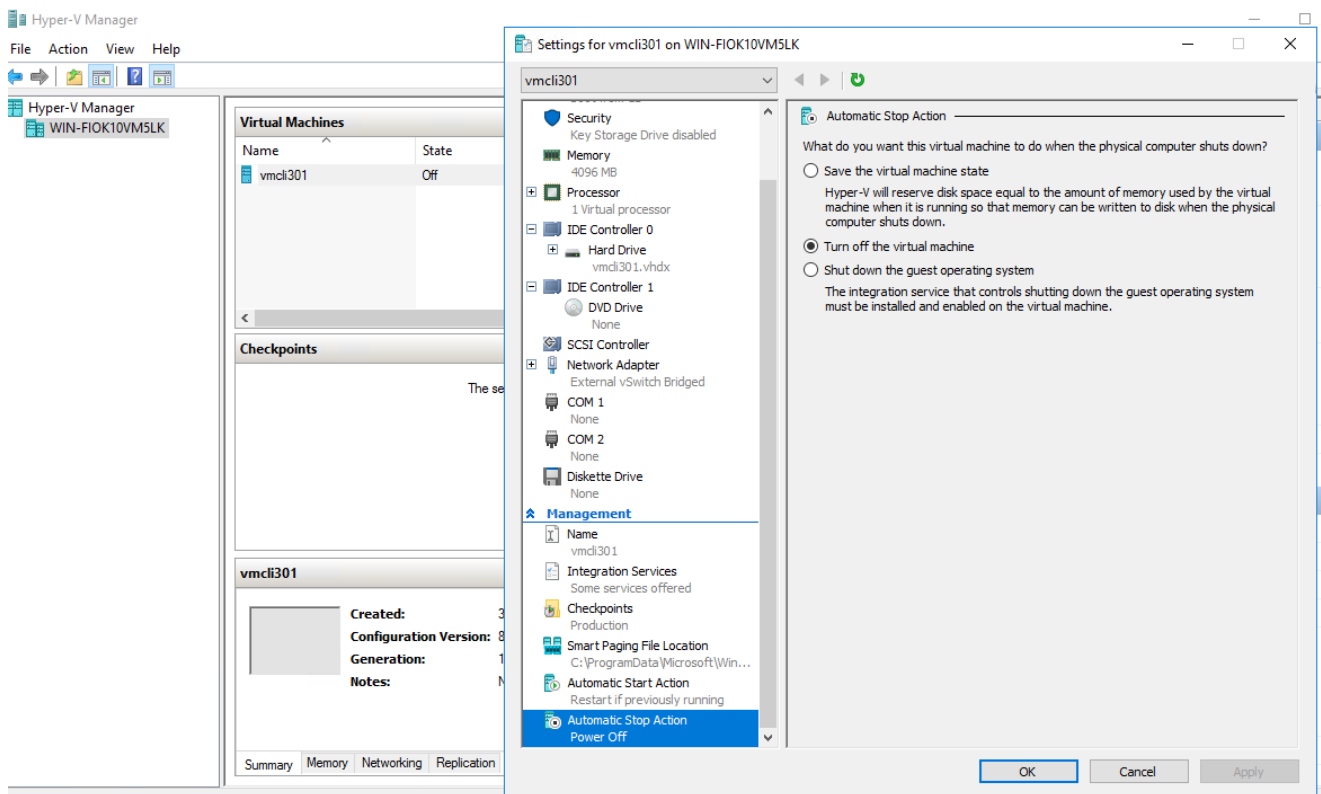 Hyper-V Manager
File Action View Help
Hyper-V Manager
WIN-FIOK10VM5LK
Virtual Machines
Name State
vmcli301 Off
Checkpoints
The se
vmcli301
Created: 3
Configuration Version: 8
Generation: 1
Notes: N
Summary Memory Networking Replication
Settings for vmcli301 on WIN-FIOK10VM5LK
vmcli301
Security
Key Storage Drive disabled
Memory
4096 MB
Processor
1 Virtual processor
IDE Controller 0
Hard Drive
vmcli301.vhdx
IDE Controller 1
DVD Drive
None
SCSI Controller
Network Adapter
External vSwitch Bridged
COM 1
None
COM 2
None
Diskette Drive
None
Management
Name
vmcli301
Integration Services
Some services offered
Checkpoints
Production
Smart Paging File Location
C:\ProgramData\Microsoft\Win...
Automatic Start Action
Restart if previously running
Automatic Stop Action
Power Off
Automatic Stop Action
What do you want this virtual machine to do when the physical computer shuts down?
Save the virtual machine state
Hyper-V will reserve disk space equal to the amount of memory used by the virtual
machine when it is running so that memory can be written to disk when the physical
computer shuts down.
Turn off the virtual machine
Shut down the guest operating system
The integration service that controls shutting down the guest operating system
must be installed and enabled on the virtual machine.
OK Cancel Apply